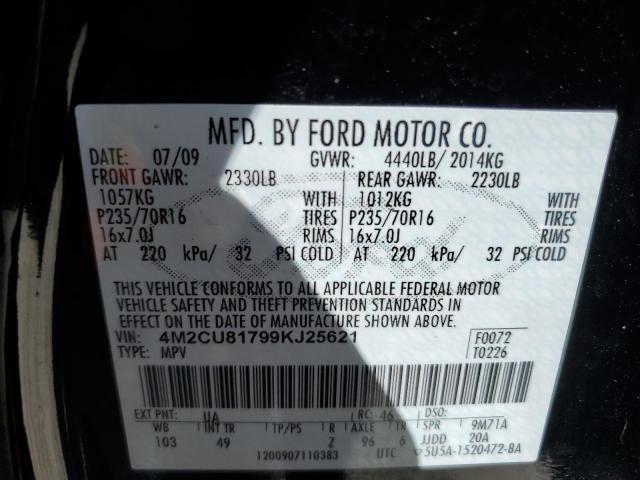 MFD. BY FORD MOTOR CO.
DATE: 07/09 GVWR: 4440LB/ 2014KG
FRONT GAWR: 2330LB REAR GAWR: 2230LB
1057KG WITH 1012KG WITH
P235/70R16 TIRES P235/70R16 TIRES
16x7.0J RIMS 16x7.0J RIMS
AT 220 kPa/ 32 PSI COLD AT 220 kPa/ 32 PSI COLD
THIS VEHICLE CONFORMS TO ALL APPLICABLE FEDERAL MOTOR
VEHICLE SAFETY AND THEFT PREVENTION STANDARDS IN
EFFECT ON THE DATE OF MANUFACTURE SHOWN ABOVE.
VIN: 4M2CU81799KJ25621 F0072
TYPE: MPV T0226
EXT PNT: UA RC: 46 DSO:
WB INT TR TP/PS R AXLE TR SPR 9M71A
103 49 Z 96 6 JJDD 20A
1200907110383 UTC 5U5A-1520472-BA